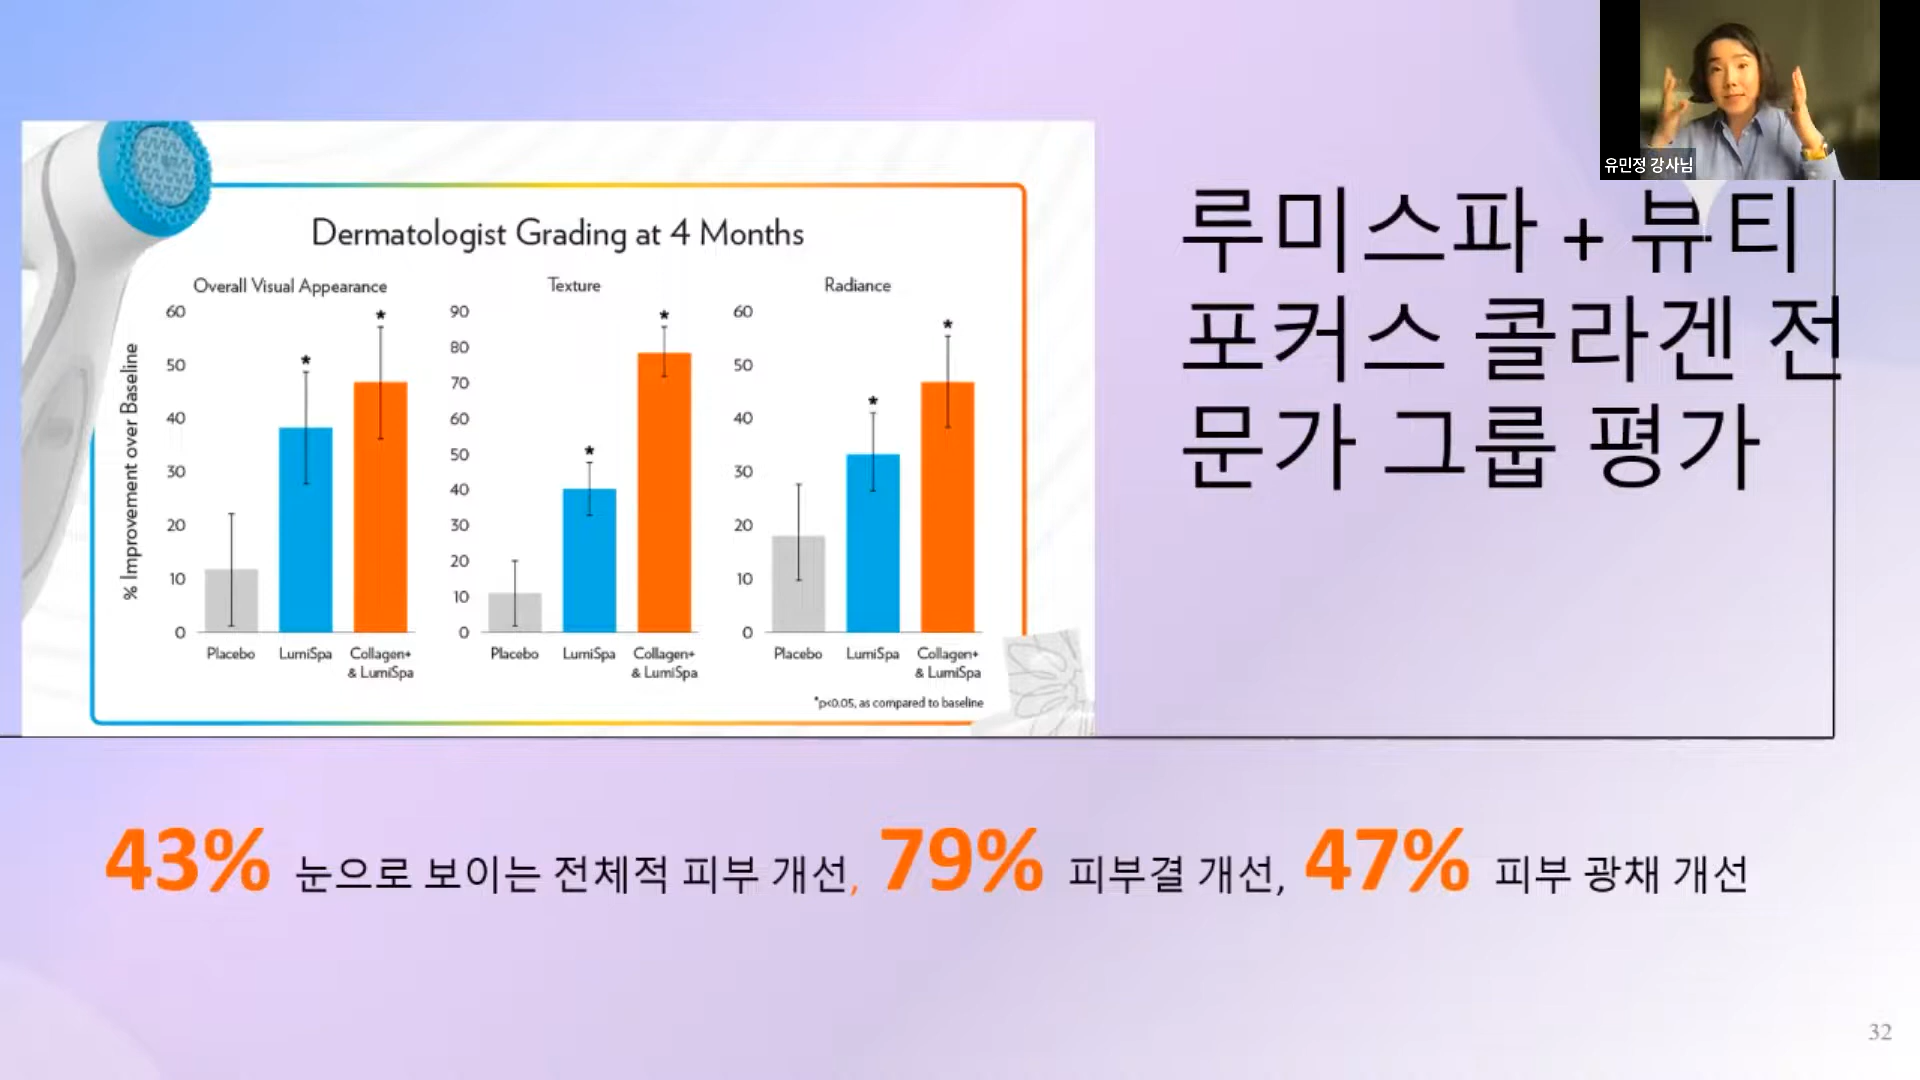 유민정 강사님
루미스파 + 뷰티
포커스 콜라겐 전
문가 그룹 평가
Dermatologist Grading at 4 Months
% Improvement over Baseline
Overall Visual Appearance
60
50
40
30
20
10
0
*
*
Placebo
LumiSpa
Collagen+
& LumiSpa
Texture
90
80
70
60
50
40
30
20
10
0
*
*
Placebo
LumiSpa
Collagen+
& LumiSpa
Radiance
60
50
40
30
20
10
0
*
*
Placebo
LumiSpa
Collagen+
& LumiSpa
*p<0.05, as compared to baseline
43% 눈으로 보이는 전체적 피부 개선, 79% 피부결 개선, 47% 피부 광채 개선
32